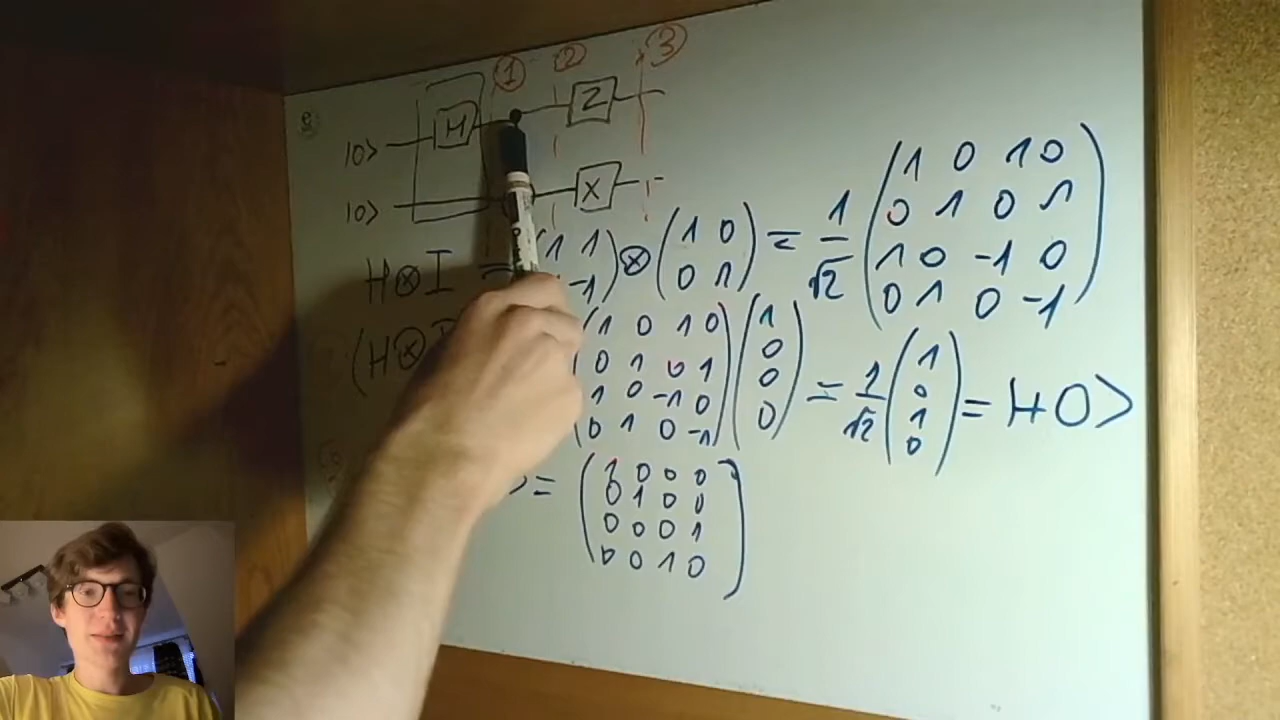 ① ② ③
|0> H Z
|0> X
H⊗I = 1 1 -1 ⊗ (1 0 0 1) = 1/√2 (1 0 1 0
0 1 0 1
1 0 -1 0
0 1 0 -1)
(H⊗ (1 0 1 0
0 1 0 1
1 0 -1 0
0 1 0 -1) (1 0 0 0) = 1/√2 (1 0 1 0) = |+0>
= (1 0 0 0
0 1 0 0
0 0 0 1
0 0 1 0)